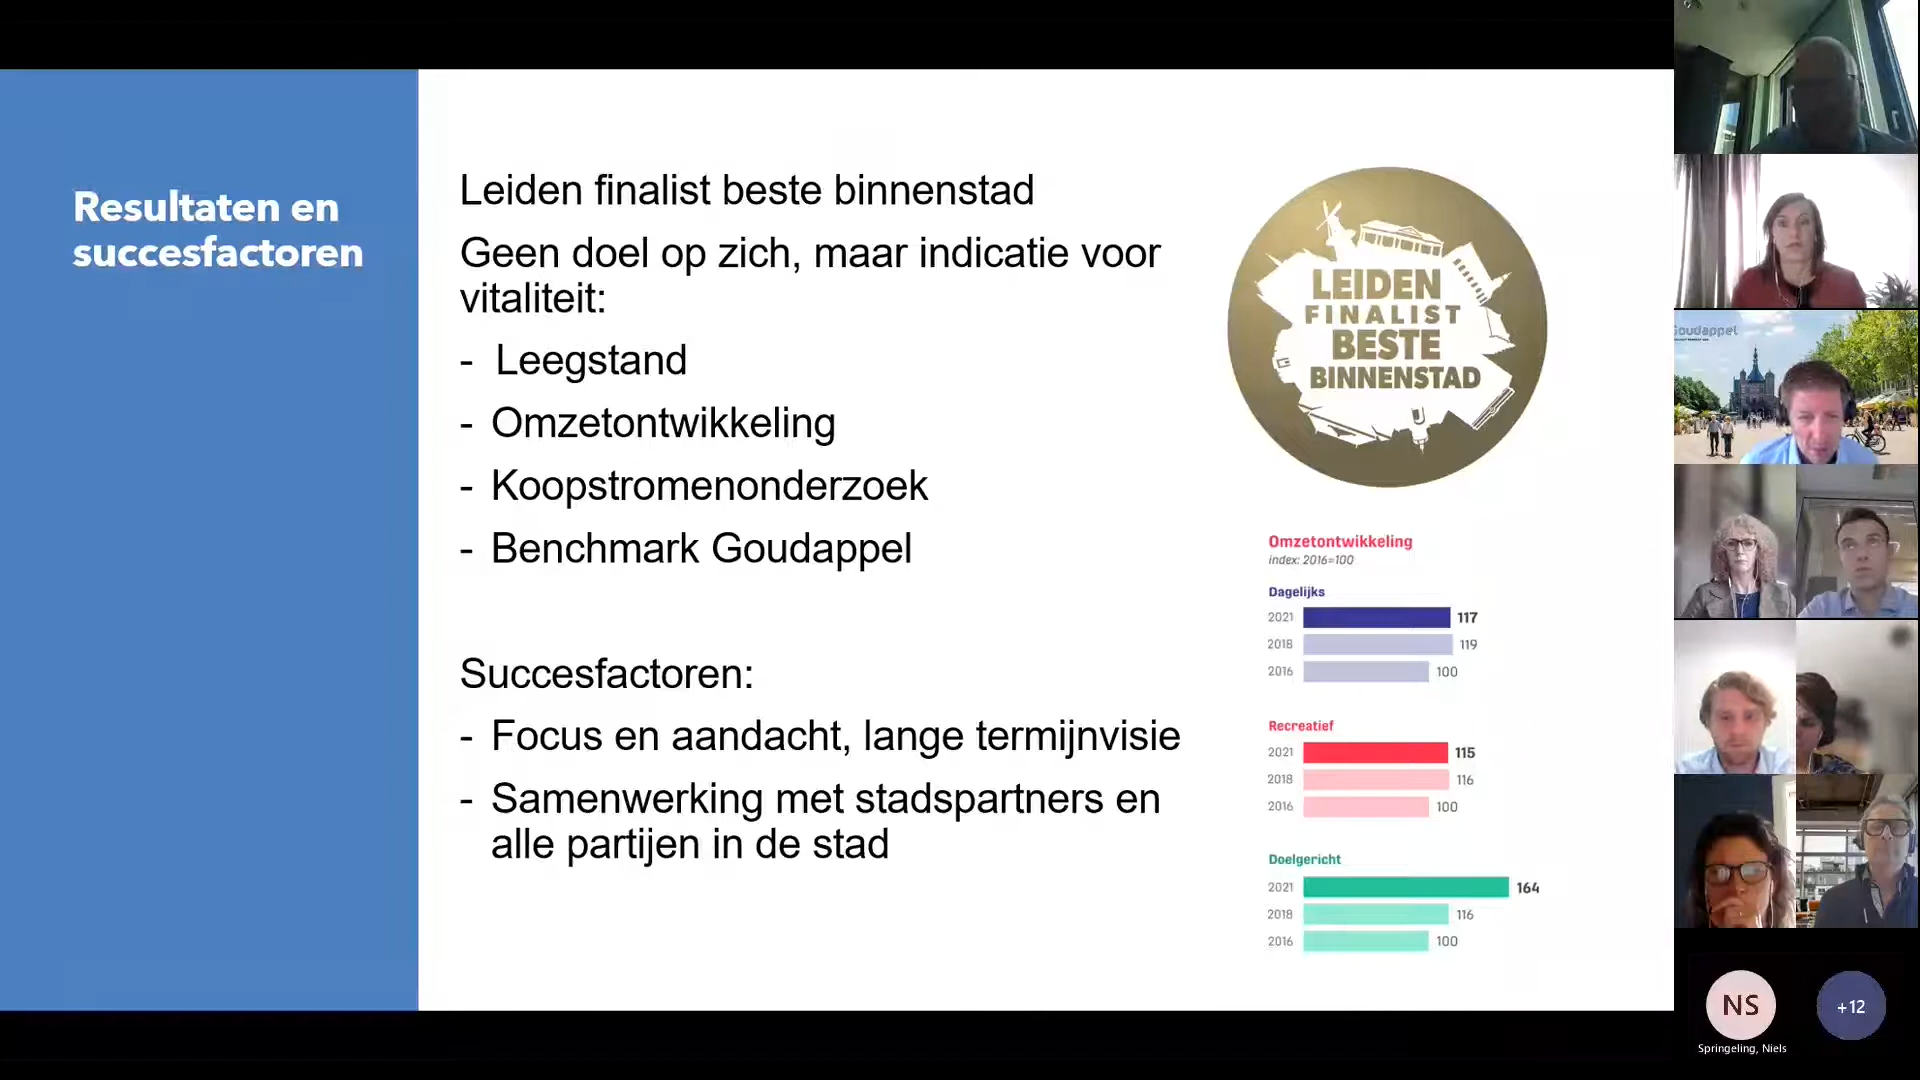 Resultaten en
succesfactoren
Leiden finalist beste binnenstad
Geen doel op zich, maar indicatie voor
vitaliteit:
- Leegstand
- Omzetontwikkeling
- Koopstromenonderzoek
- Benchmark Goudappel
Succesfactoren:
- Focus en aandacht, lange termijnvisie
- Samenwerking met stadspartners en
alle partijen in de stad
LEIDEN
FINALIST
BESTE
BINNENSTAD
Omzetontwikkeling
index: 2016=100
Dagelijks
2021 117
2018 119
2016 100
Recreatief
2021 115
2018 116
2016 100
Doelgericht
2021 164
2018 116
2016 100
oudappel
NS
+12
Springeling, Niels